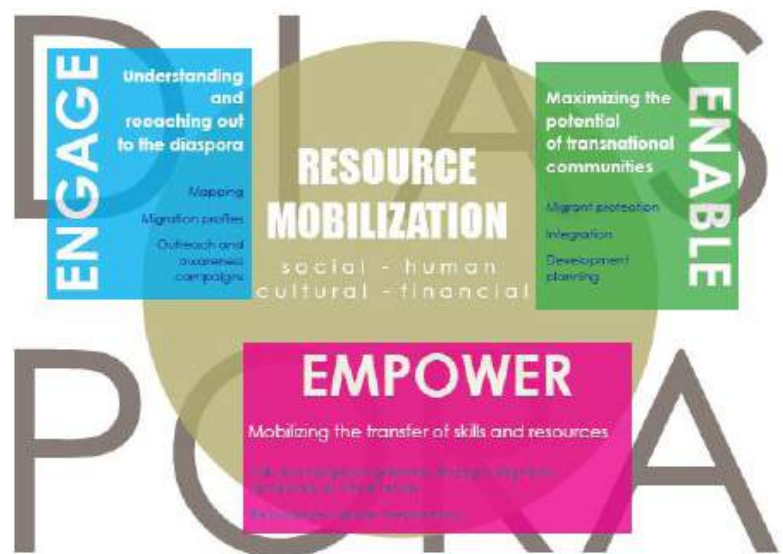 DIAS
PORA
ENGAGE
Understanding
and
reeaching out
to the diaspora
Mapping
Migration profiles
Outreach and
awareness
campaigns
RESOURCE
MOBILIZATION
social - human
cultural - financial
ENABLE
Maximizing the
potential
of transnational
communities
Migrant protection
Integration
Development
planning
EMPOWER
Mobilizing the transfer of skills and resources